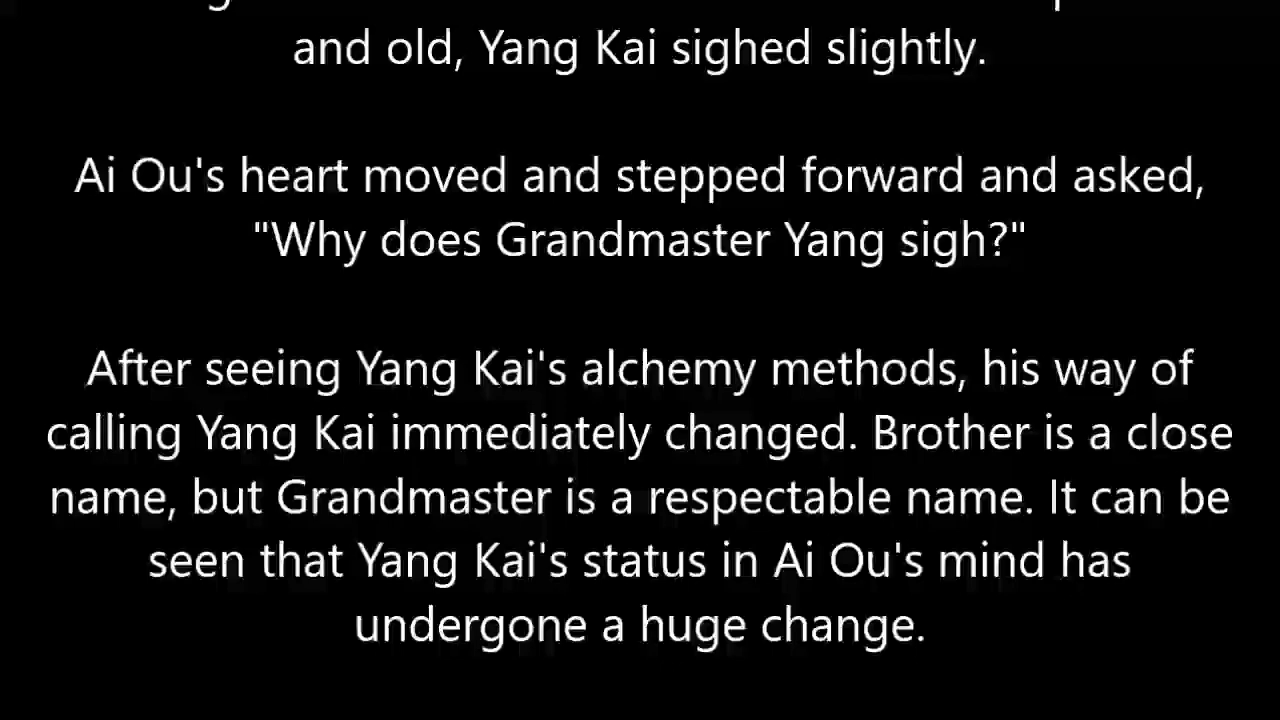 and old, Yang Kai sighed slightly.
Ai Ou's heart moved and stepped forward and asked,
"Why does Grandmaster Yang sigh?"
After seeing Yang Kai's alchemy methods, his way of
calling Yang Kai immediately changed. Brother is a close
name, but Grandmaster is a respectable name. It can be
seen that Yang Kai's status in Ai Ou's mind has
undergone a huge change.